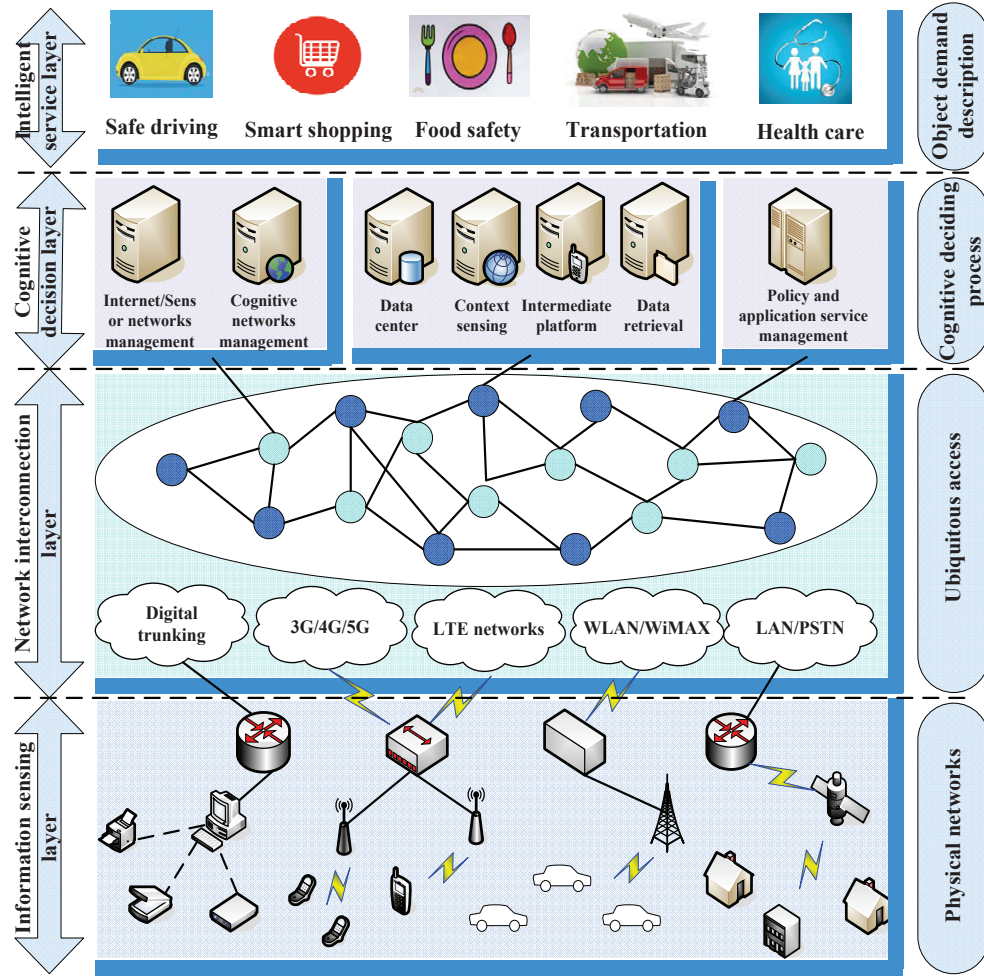 Intelligent
service layer
Safe driving
Smart shopping
Food safety
Transportation
Health care
Object demand
description
Cognitive
decision layer
Internet/Sens
or networks
management
Cognitive
networks
management
Data
center
Context
sensing
Intermediate
platform
Data
retrieval
Policy and
application service
management
Cognitive deciding
process
Network interconnection
layer
Digital
trunking
3G/4G/5G
LTE networks
WLAN/WiMAX
LAN/PSTN
Ubiquitous access
Information sensing
layer
Physical networks